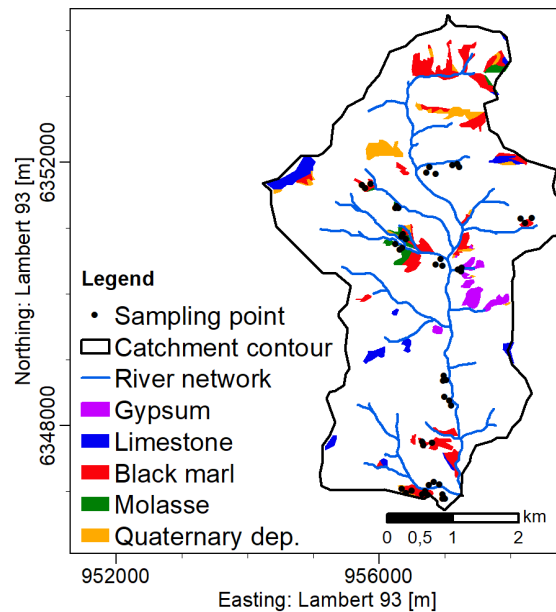 6352000
6348000
Northing: Lambert 93 [m]
Legend
Sampling point
Catchment contour
River network
Gypsum
Limestone
Black marl
Molasse
Quaternary dep.
km
0 0,5 1 2
952000 956000
Easting: Lambert 93 [m]